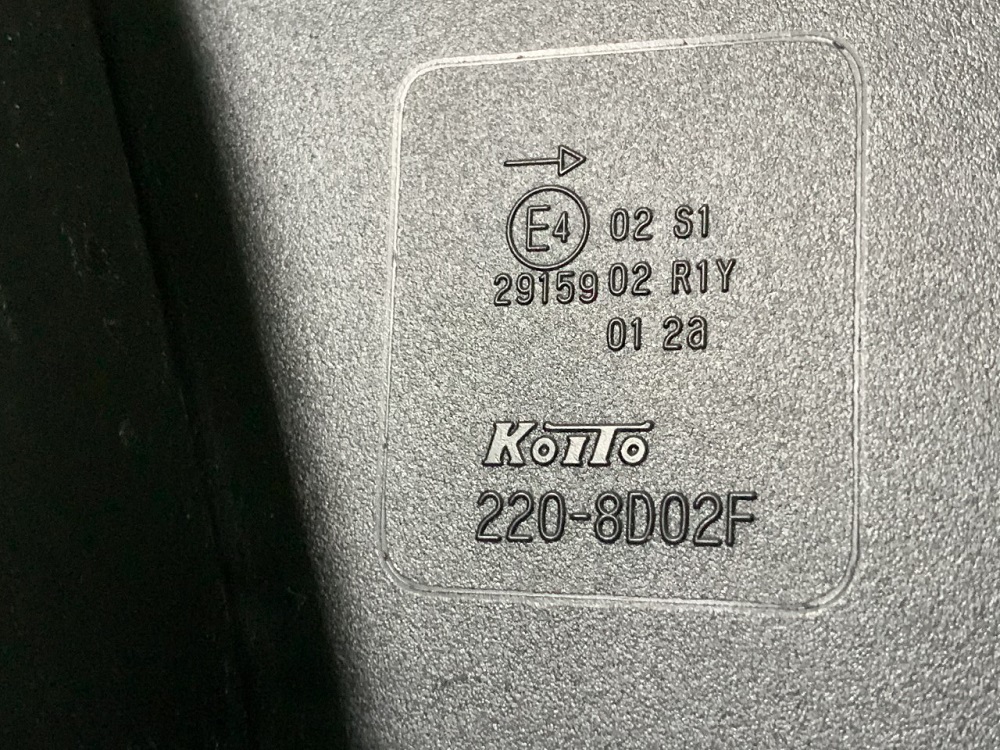 E4 02 S1
29159 02 R1Y
01 2a
KOITO
220-8D02F